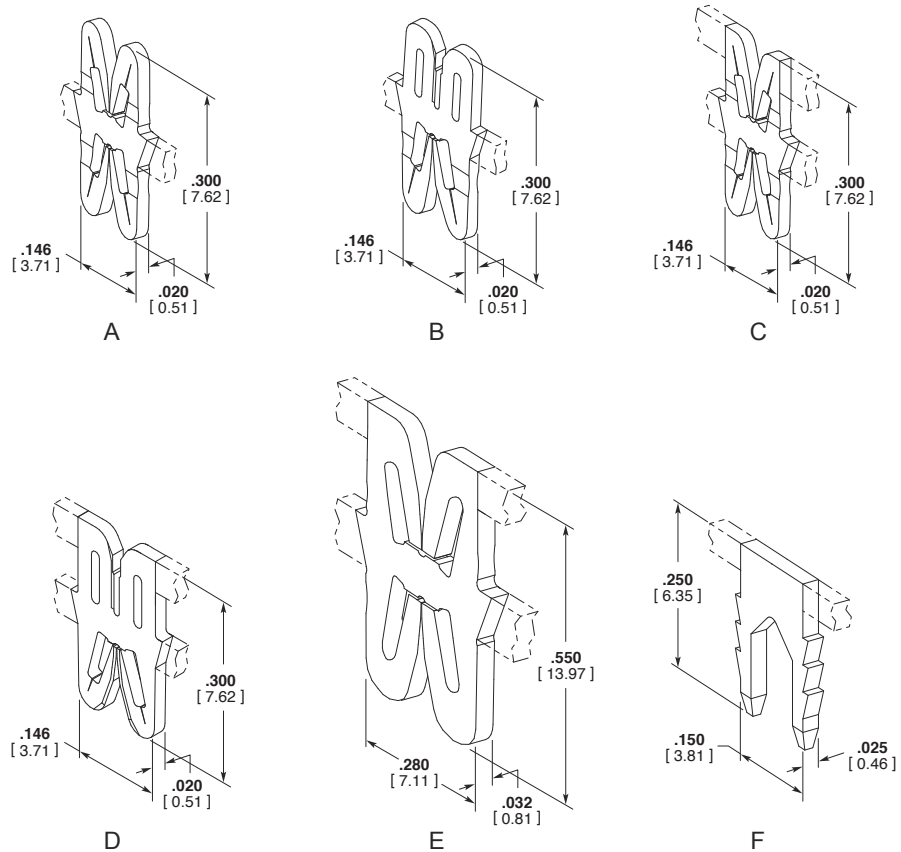 .300
[ 7.62 ]
.146
[ 3.71 ]
.020
[ 0.51 ]
A
.300
[ 7.62 ]
.146
[ 3.71 ]
.020
[ 0.51 ]
B
.300
[ 7.62 ]
.146
[ 3.71 ]
.020
[ 0.51 ]
C
.300
[ 7.62 ]
.146
[ 3.71 ]
.020
[ 0.51 ]
D
.550
[ 13.97 ]
.280
[ 7.11 ]
.032
[ 0.81 ]
E
.250
[ 6.35 ]
.150
[ 3.81 ]
.025
[ 0.46 ]
F